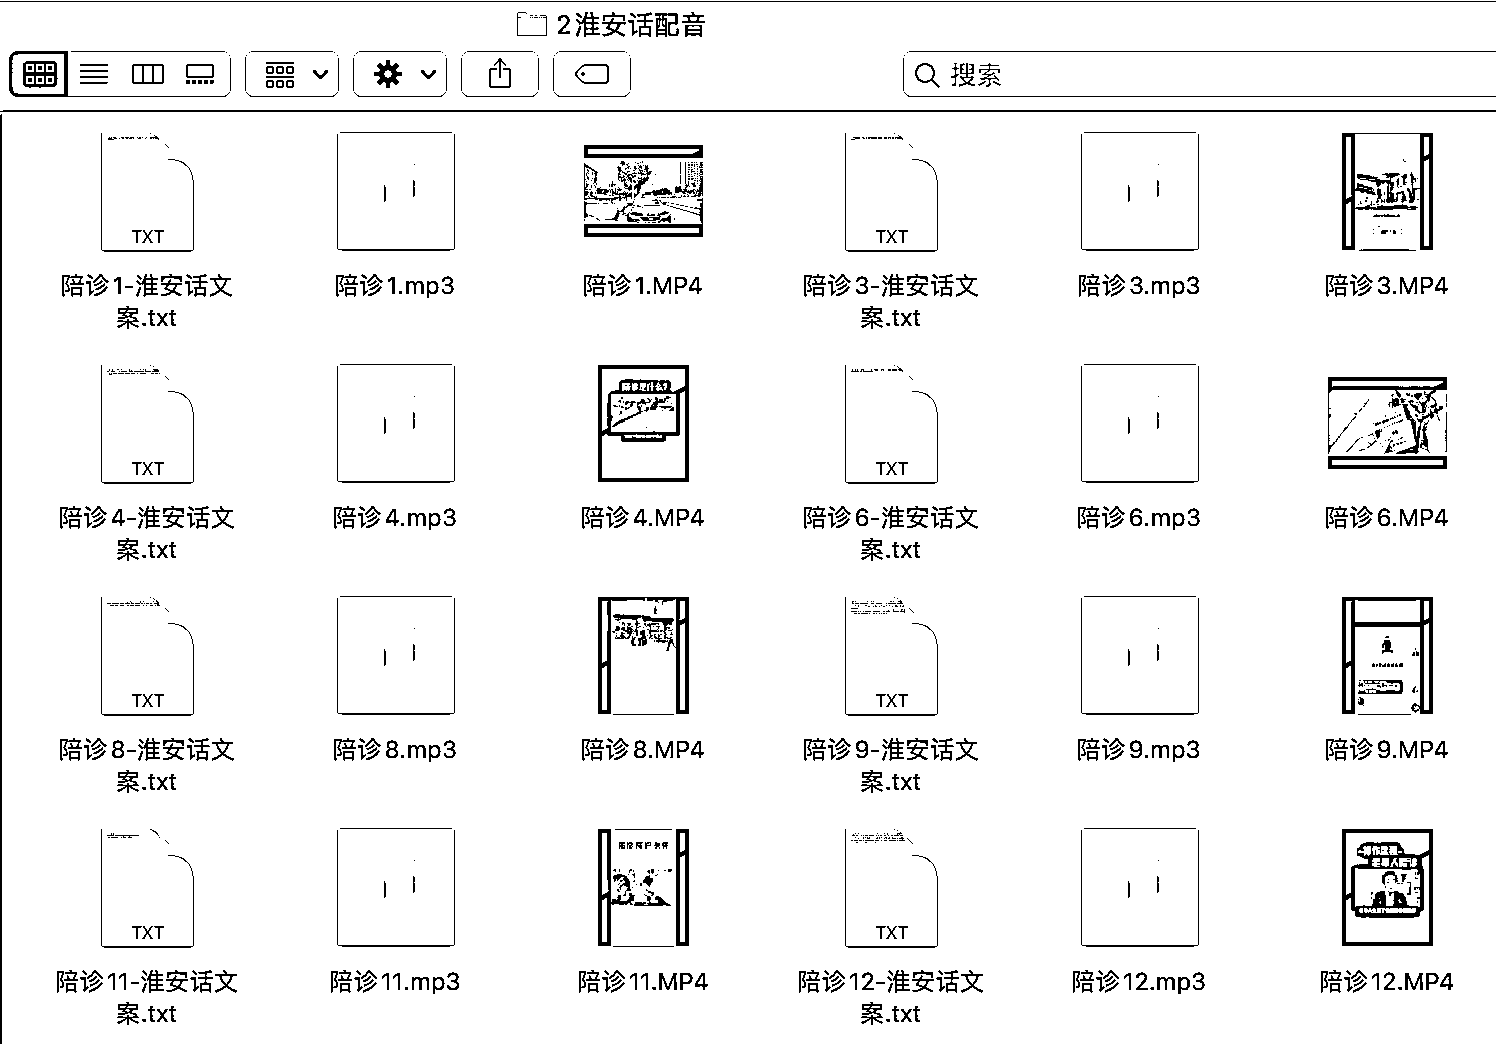 2淮安话配音
搜索
TXT
TXT
陪诊1-淮安话文
案.txt
陪诊1.mp3
陪诊1.MP4
陪诊3-淮安话文
案.txt
陪诊3.mp3
陪诊3.MP4
TXT
TXT
陪诊4-淮安话文
案.txt
陪诊4.mp3
陪诊4.MP4
陪诊6-淮安话文
案.txt
陪诊6.mp3
陪诊6.MP4
TXT
TXT
陪诊8-淮安话文
案.txt
陪诊8.mp3
陪诊8.MP4
陪诊9-淮安话文
案.txt
陪诊9.mp3
陪诊9.MP4
TXT
TXT
陪诊11-淮安话文
案.txt
陪诊11.mp3
陪诊11.MP4
陪诊12-淮安话文
案.txt
陪诊12.mp3
陪诊12.MP4